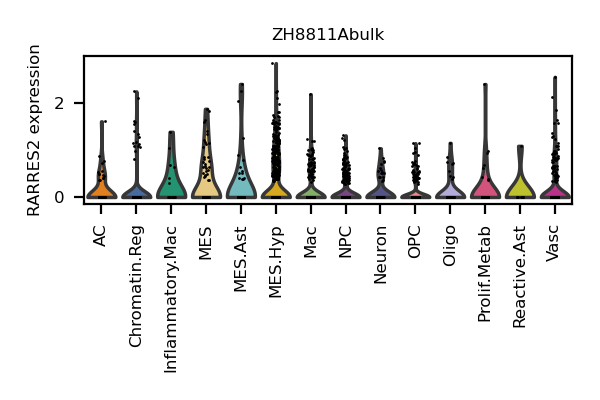 ZH8811Abulk
RARRES2 expression
2
0
AC
Chromatin.Reg
Inflammatory.Mac
MES
MES.Ast
MES.Hyp
Mac
NPC
Neuron
OPC
Oligo
Prolif.Metab
Reactive.Ast
Vasc